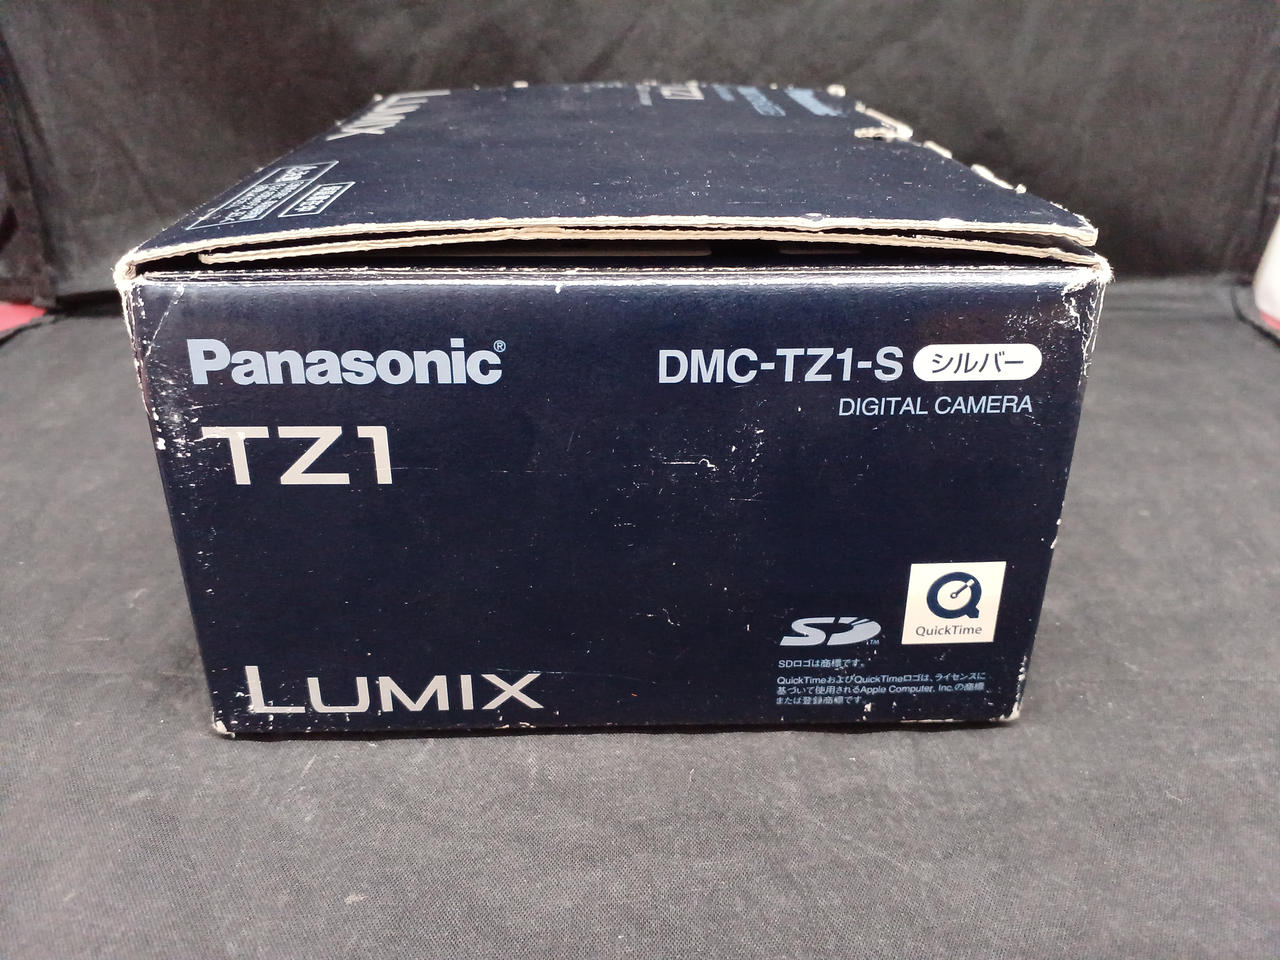 LUMIX
TZ1
Panasonic®
DMC-TZ1-S シルバー
DIGITAL CAMERA
TZ1
QuickTime
SD™
SDロゴは商標です。
LUMIX
QuickTimeおよびQuickTimeロゴは、ライセンスに
基づいて使用されるApple Computer, Inc.の商標
または登録商標です。